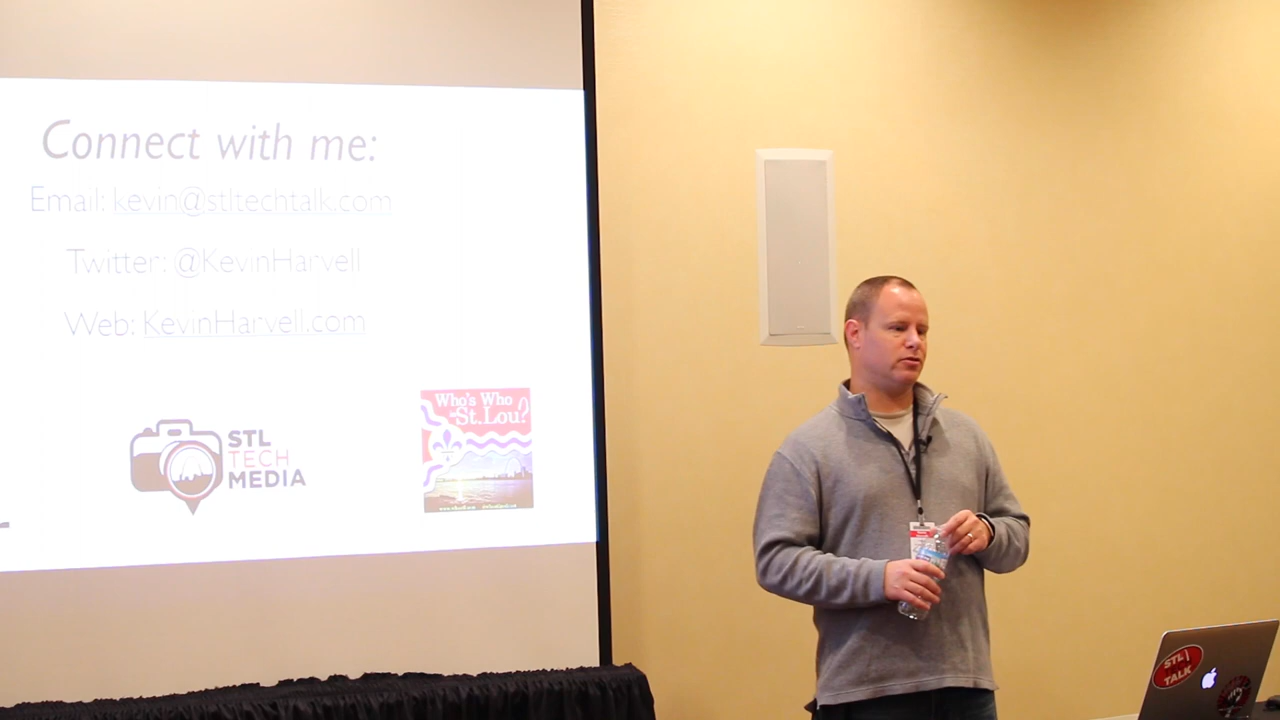 Connect with me:
Email: kevin@stltechtalk.com
Twitter: @KevinHarvell
Web: KevinHarvell.com
STL
TECH
MEDIA
Who's Who
St. Lou?
STL
TALK